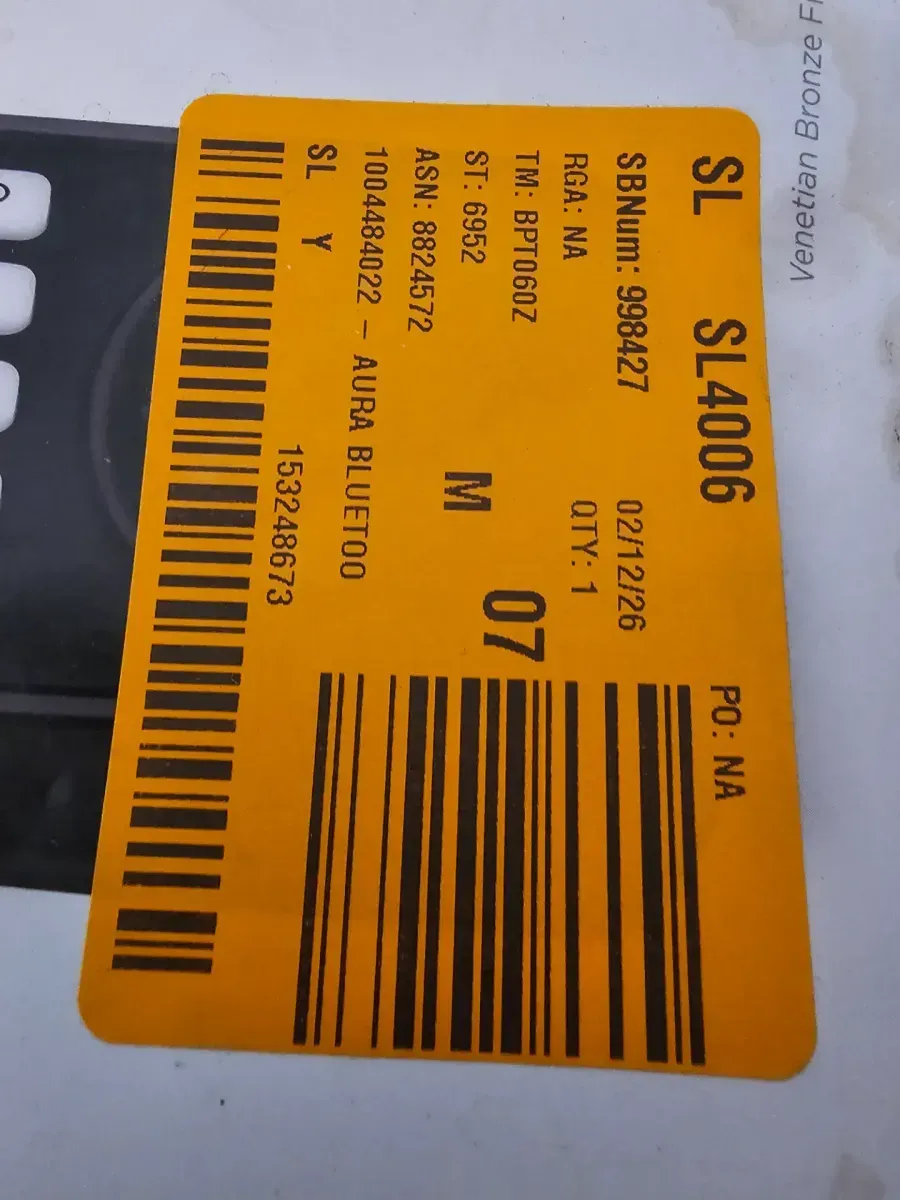 Venetian Bronze
SL SL4006 PO: NA
SBNum: 998427 02/12/26
RGA: NA QTY: 1
TM: BPT060Z 07
ST: 6952 M
ASN: 8824572
1004484022 - AURA BLUETOO
SL Y
153248673